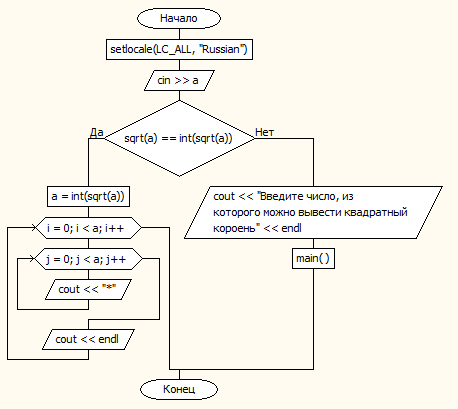 Начало
setlocale(LC_ALL, "Russian")
cin >> a
sqrt(a) == int(sqrt(a))
Да
Нет
a = int(sqrt(a))
cout << "Введите число, из
которого можно вывести квадратный
короень" << endl
i = 0; i < a; i++
main( )
j = 0; j < a; j++
cout << "*"
cout << endl
Конец